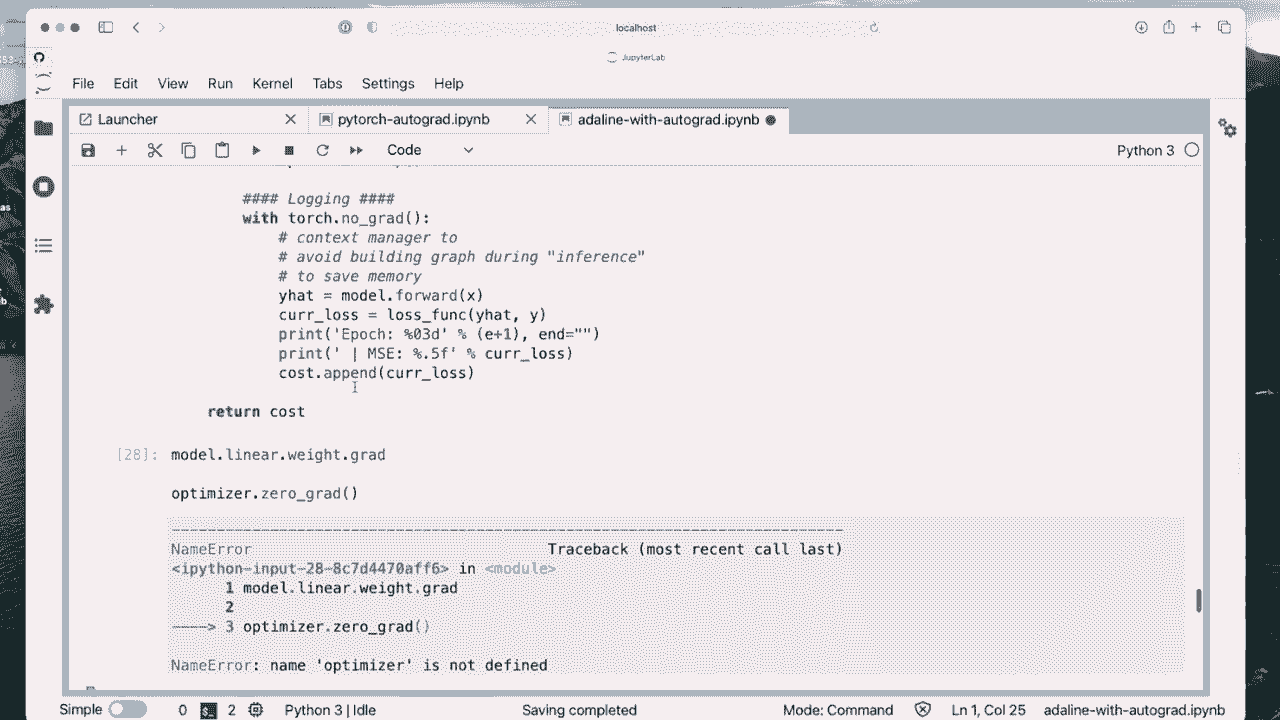 localhost
JupyterLab
File Edit View Run Kernel Tabs Settings Help
Launcher pytorch-autograd.ipynb adaline-with-autograd.ipynb
Code Python 3
#### Logging ####
with torch.no_grad():
# context manager to
# avoid building graph during "inference"
# to save memory
yhat = model.forward(x)
curr_loss = loss_func(yhat, y)
print('Epoch: %03d' % (e+1), end="")
print(' | MSE: %.5f' % curr_loss)
cost.append(curr_loss)
return cost
[28]: model.linear.weight.grad
optimizer.zero_grad()
NameError Traceback (most recent call last)
<ipython-input-28-8c7d4470aff6> in <module>
1 model.linear.weight.grad
2
----> 3 optimizer.zero_grad()
NameError: name 'optimizer' is not defined
Simple 0 2 Python 3 | Idle Saving completed Mode: Command Ln 1, Col 25 adaline-with-autograd.ipynb